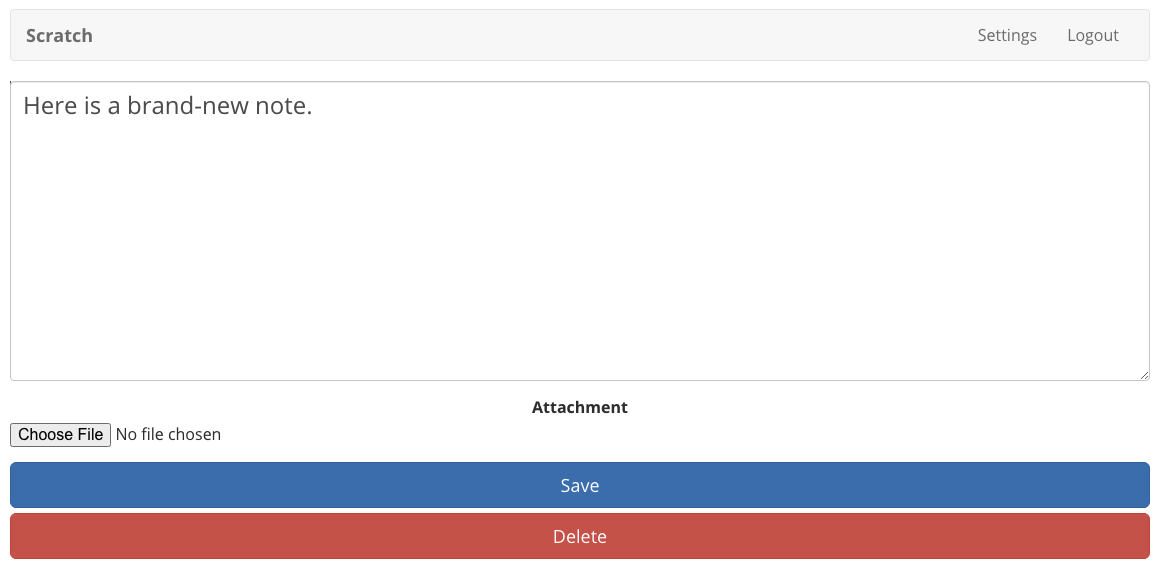 Scratch Settings Logout
Here is a brand-new note.
Attachment
Choose File No file chosen
Save
Delete